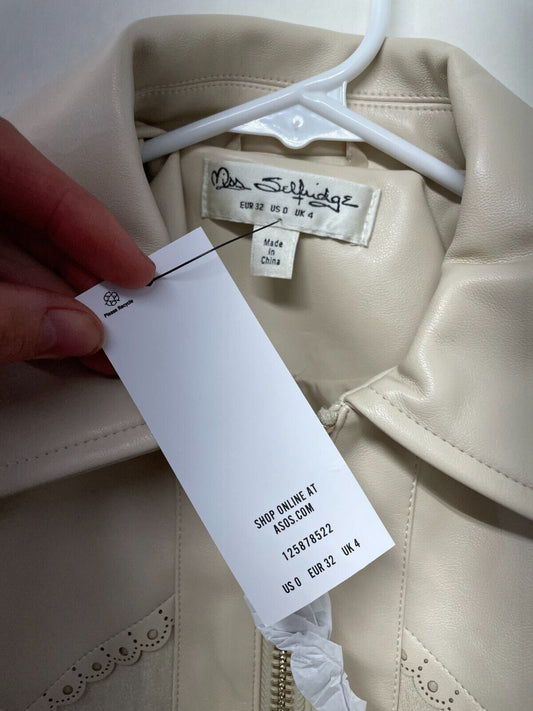 Miss Selfridge
EUR 32 US 0 UK 4
Made
in
China
Please Recycle
SHOP ONLINE AT
ASOS.COM
125878522
US 0 EUR 32 UK 4